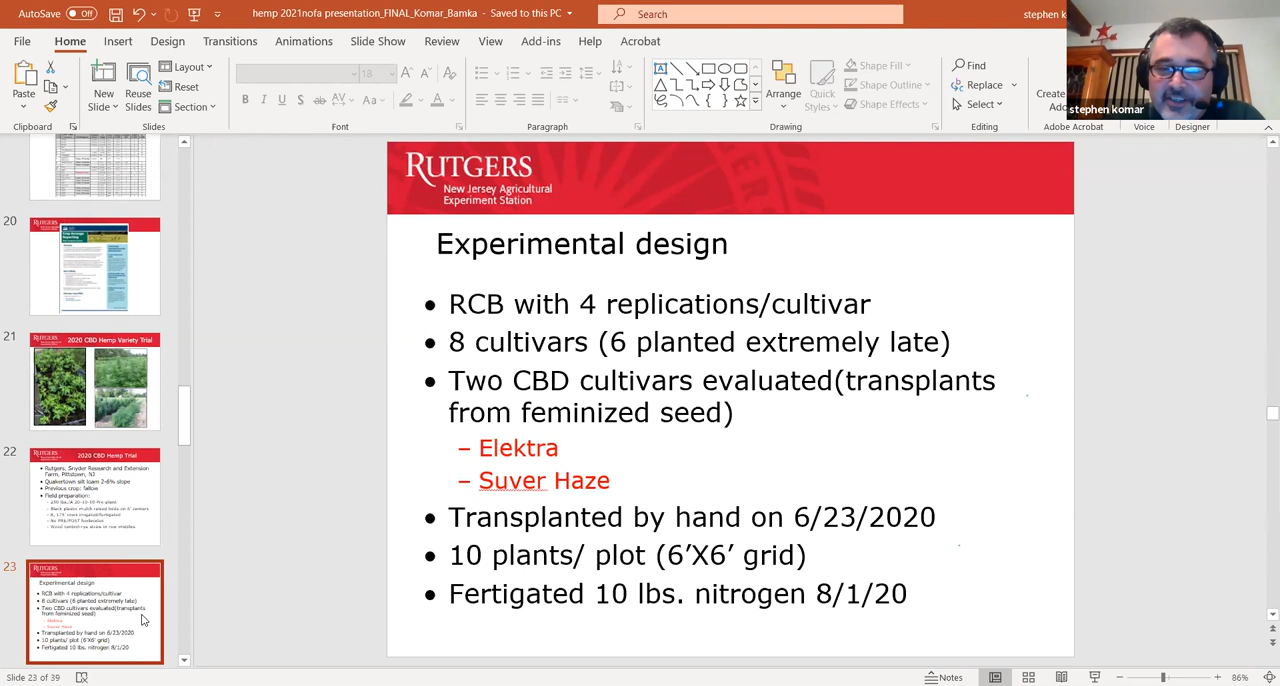 AutoSave Off hemp 2021nofa presentation_FINAL_Komar_Bamka - Saved to this PC Search stephen k
File Home Insert Draw Design Transitions Animations Slide Show Review View Add-ins Help Acrobat
Paste
New Slide
Reuse Slides
Layout
Reset
Section
18
B I U S ab AV Aa A
Arrange
Quick Styles
Shape Fill
Shape Outline
Shape Effects
Find
Replace
Select
Create
Ado
stephen komar
Clipboard Slides Font Paragraph Drawing Editing Adobe Acrobat Voice Designer
20
RUTGERS
21
2020 CBD Hemp Variety Trial
22
2020 CBD Hemp Trial
Rutgers, Snyder Research and Extension
Farm, Pittstown, NJ
Quakertown silt loam 2-6% slope
Previous crop: fallow
Field preparation:
23
RUTGERS
Experimental design
• RCB with 4 replications/cultivar
• 8 cultivars (6 planted extremely late)
• Two CBD cultivars evaluated(transplants
from feminized seed)
– Elektra
– Suver Haze
• Transplanted by hand on 6/23/2020
• 10 plants/ plot (6'X6' grid)
• Fertigated 10 lbs. nitrogen 8/1/20
RUTGERS
New Jersey Agricultural
Experiment Station
Experimental design
• RCB with 4 replications/cultivar
• 8 cultivars (6 planted extremely late)
• Two CBD cultivars evaluated(transplants
from feminized seed)
– Elektra
– Suver Haze
• Transplanted by hand on 6/23/2020
• 10 plants/ plot (6’X6’ grid)
• Fertigated 10 lbs. nitrogen 8/1/20
Slide 23 of 39 Notes 86%